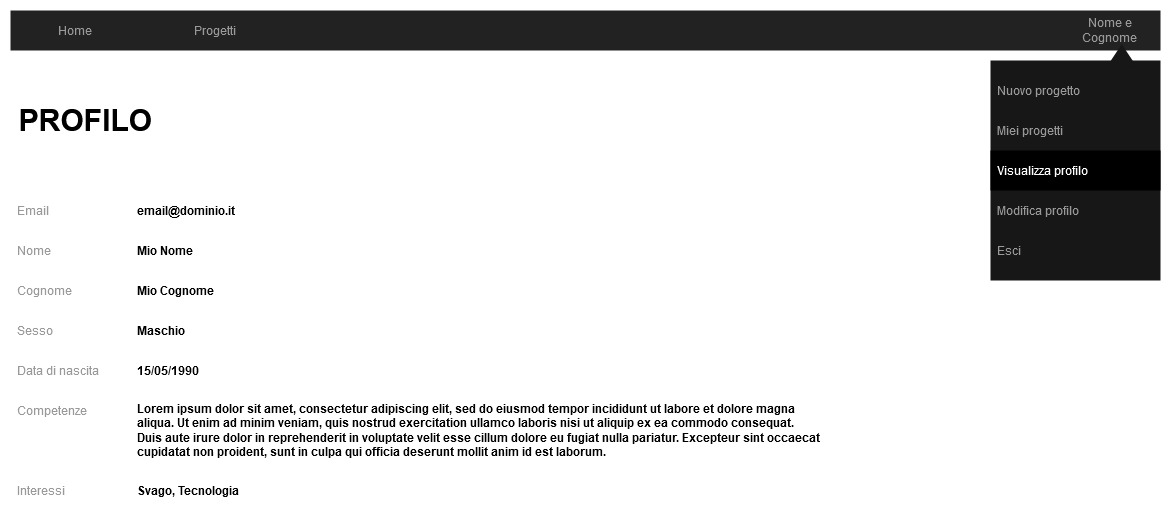 Home
Progetti
Nome e
Cognome
Nuovo progetto
Miei progetti
Visualizza profilo
Modifica profilo
Esci
PROFILO
Email
email@dominio.it
Nome
Mio Nome
Cognome
Mio Cognome
Sesso
Maschio
Data di nascita
15/05/1990
Competenze
Lorem ipsum dolor sit amet, consectetur adipiscing elit, sed do eiusmod tempor incididunt ut labore et dolore magna
aliqua. Ut enim ad minim veniam, quis nostrud exercitation ullamco laboris nisi ut aliquip ex ea commodo consequat.
Duis aute irure dolor in reprehenderit in voluptate velit esse cillum dolore eu fugiat nulla pariatur. Excepteur sint occaecat
cupidatat non proident, sunt in culpa qui officia deserunt mollit anim id est laborum.
Interessi
Svago, Tecnologia